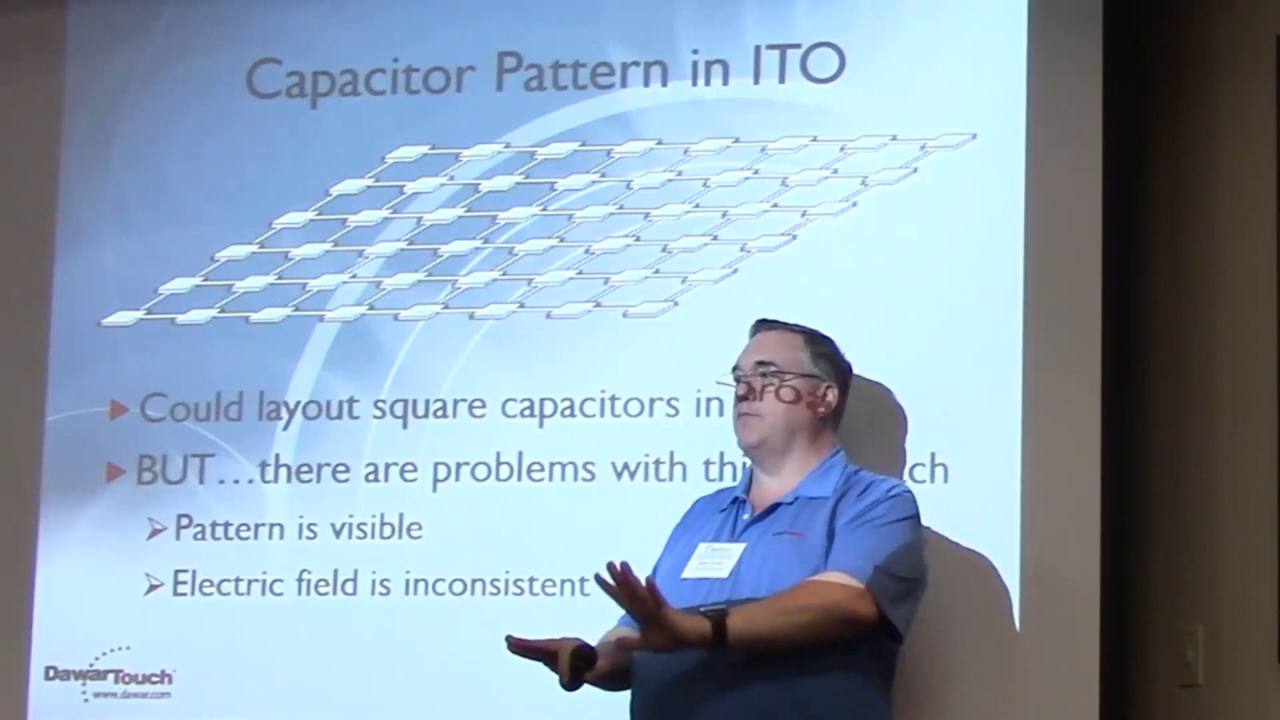 Capacitor Pattern in ITO
Could layout square capacitors in
BUT...there are problems with ch
Pattern is visible
Electric field is inconsistent
DawarTouch
www.dawar.com